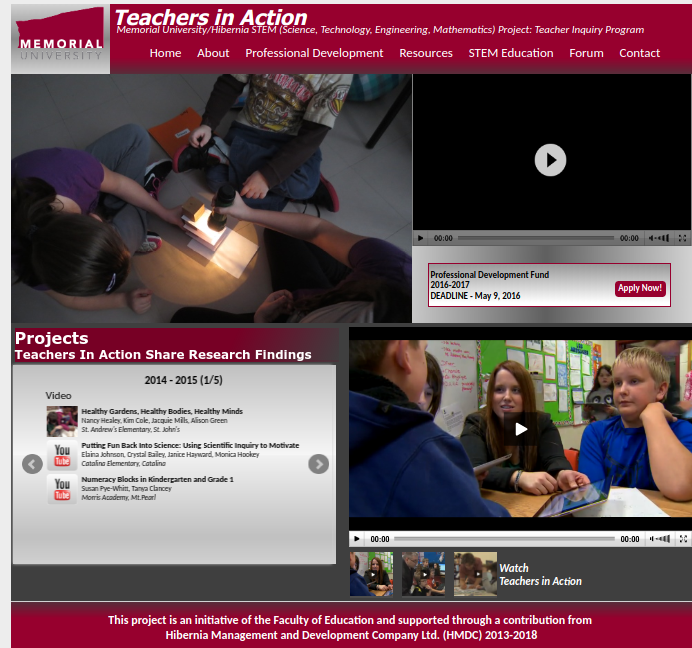 MEMORIAL
UNIVERSITY
Teachers in Action
Memorial University/Hibernia STEM (Science, Technology, Engineering, Mathematics) Project: Teacher Inquiry Program
Home About Professional Development Resources STEM Education Forum Contact
00:00 00:00
Professional Development Fund
2016-2017
DEADLINE - May 9, 2016
Apply Now!
Projects
Teachers In Action Share Research Findings
2014 - 2015 (1/5)
Video
Healthy Gardens, Healthy Bodies, Healthy Minds
Nancy Healey, Kim Cole, Jacquie Mills, Alison Green
St. Andrew's Elementary, St. John's
You
Tube
Putting Fun Back Into Science: Using Scientific Inquiry to Motivate
Elaina Johnson, Crystal Bailey, Janice Hayward, Monica Hookey
Catalina Elementary, Catalina
You
Tube
Numeracy Blocks in Kindergarten and Grade 1
Susan Pye-Whitt, Tanya Clancey
Morris Academy, Mt.Pearl
00:00 00:00
Watch
Teachers in Action
This project is an initiative of the Faculty of Education and supported through a contribution from
Hibernia Management and Development Company Ltd. (HMDC) 2013-2018